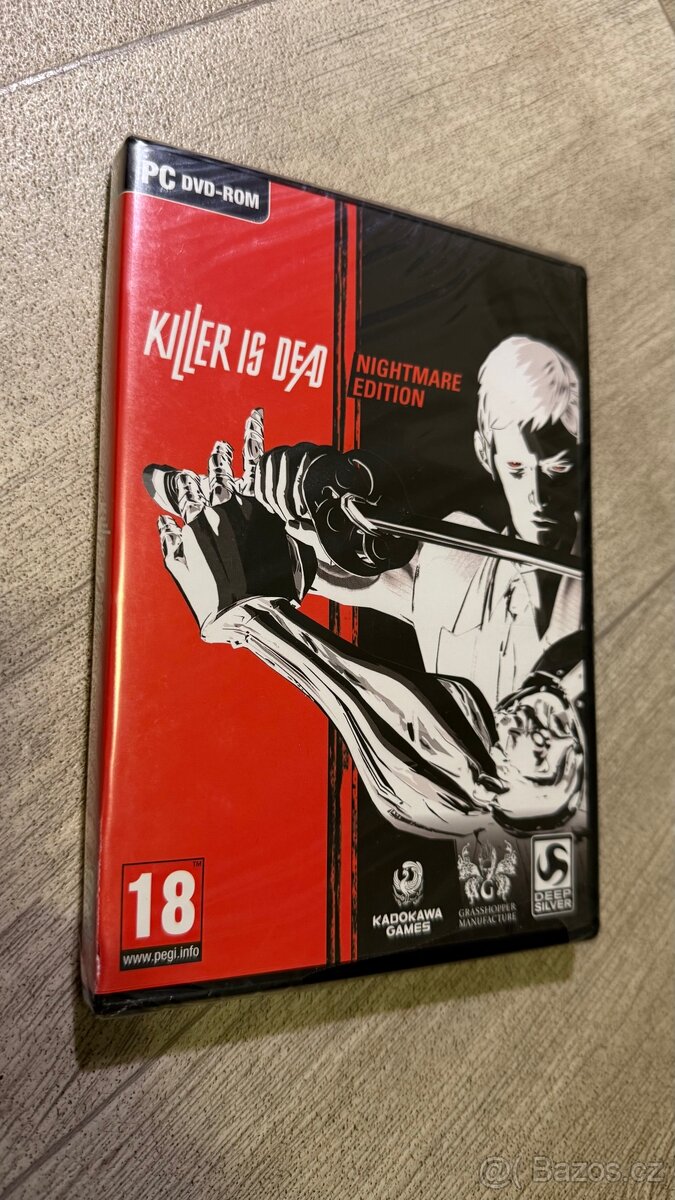 PC DVD-ROM
KILLER IS DEAD
NIGHTMARE
EDITION
18
TM
www.pegi.info
KADOKAWA
GAMES
G
GRASSHOPPER
MANUFACTURE
DEEP
SILVER
@ Bazos.cz